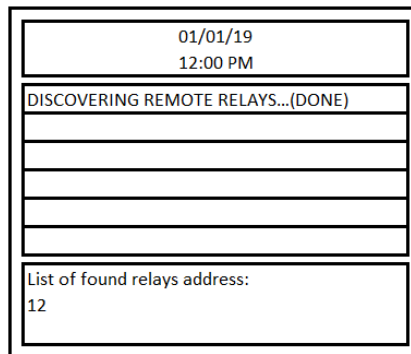 01/01/19
12:00 PM
DISCOVERING REMOTE RELAYS...(DONE)
List of found relays address:
12